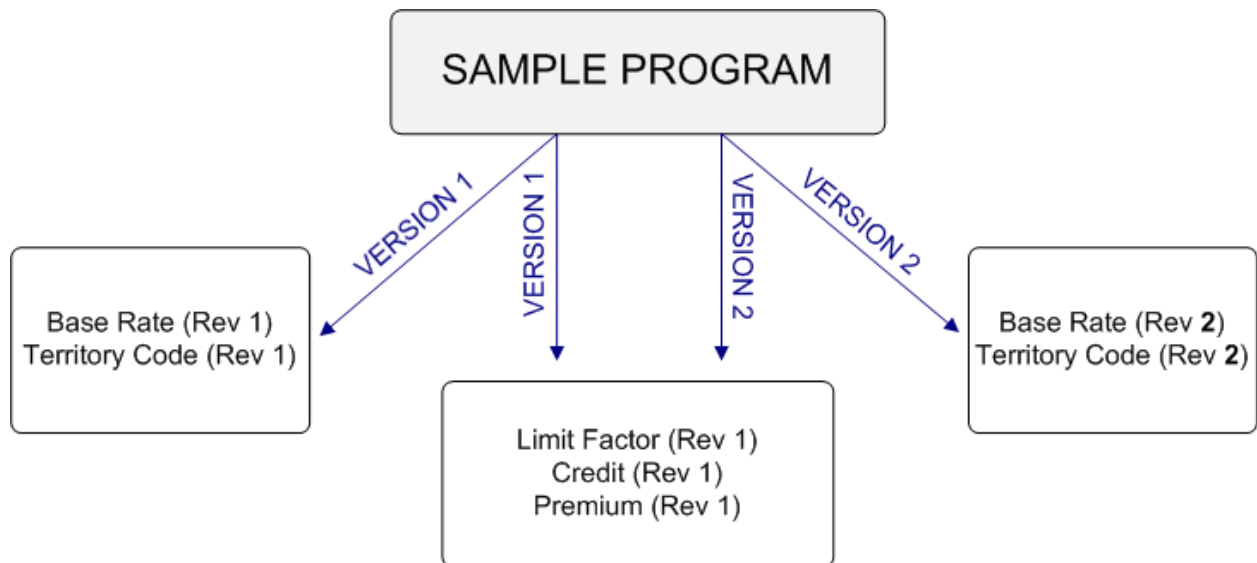 SAMPLE PROGRAM
VERSION 1
VERSION 1
VERSION 2
VERSION 2
Base Rate (Rev 1)
Territory Code (Rev 1)
Base Rate (Rev 2)
Territory Code (Rev 2)
Limit Factor (Rev 1)
Credit (Rev 1)
Premium (Rev 1)